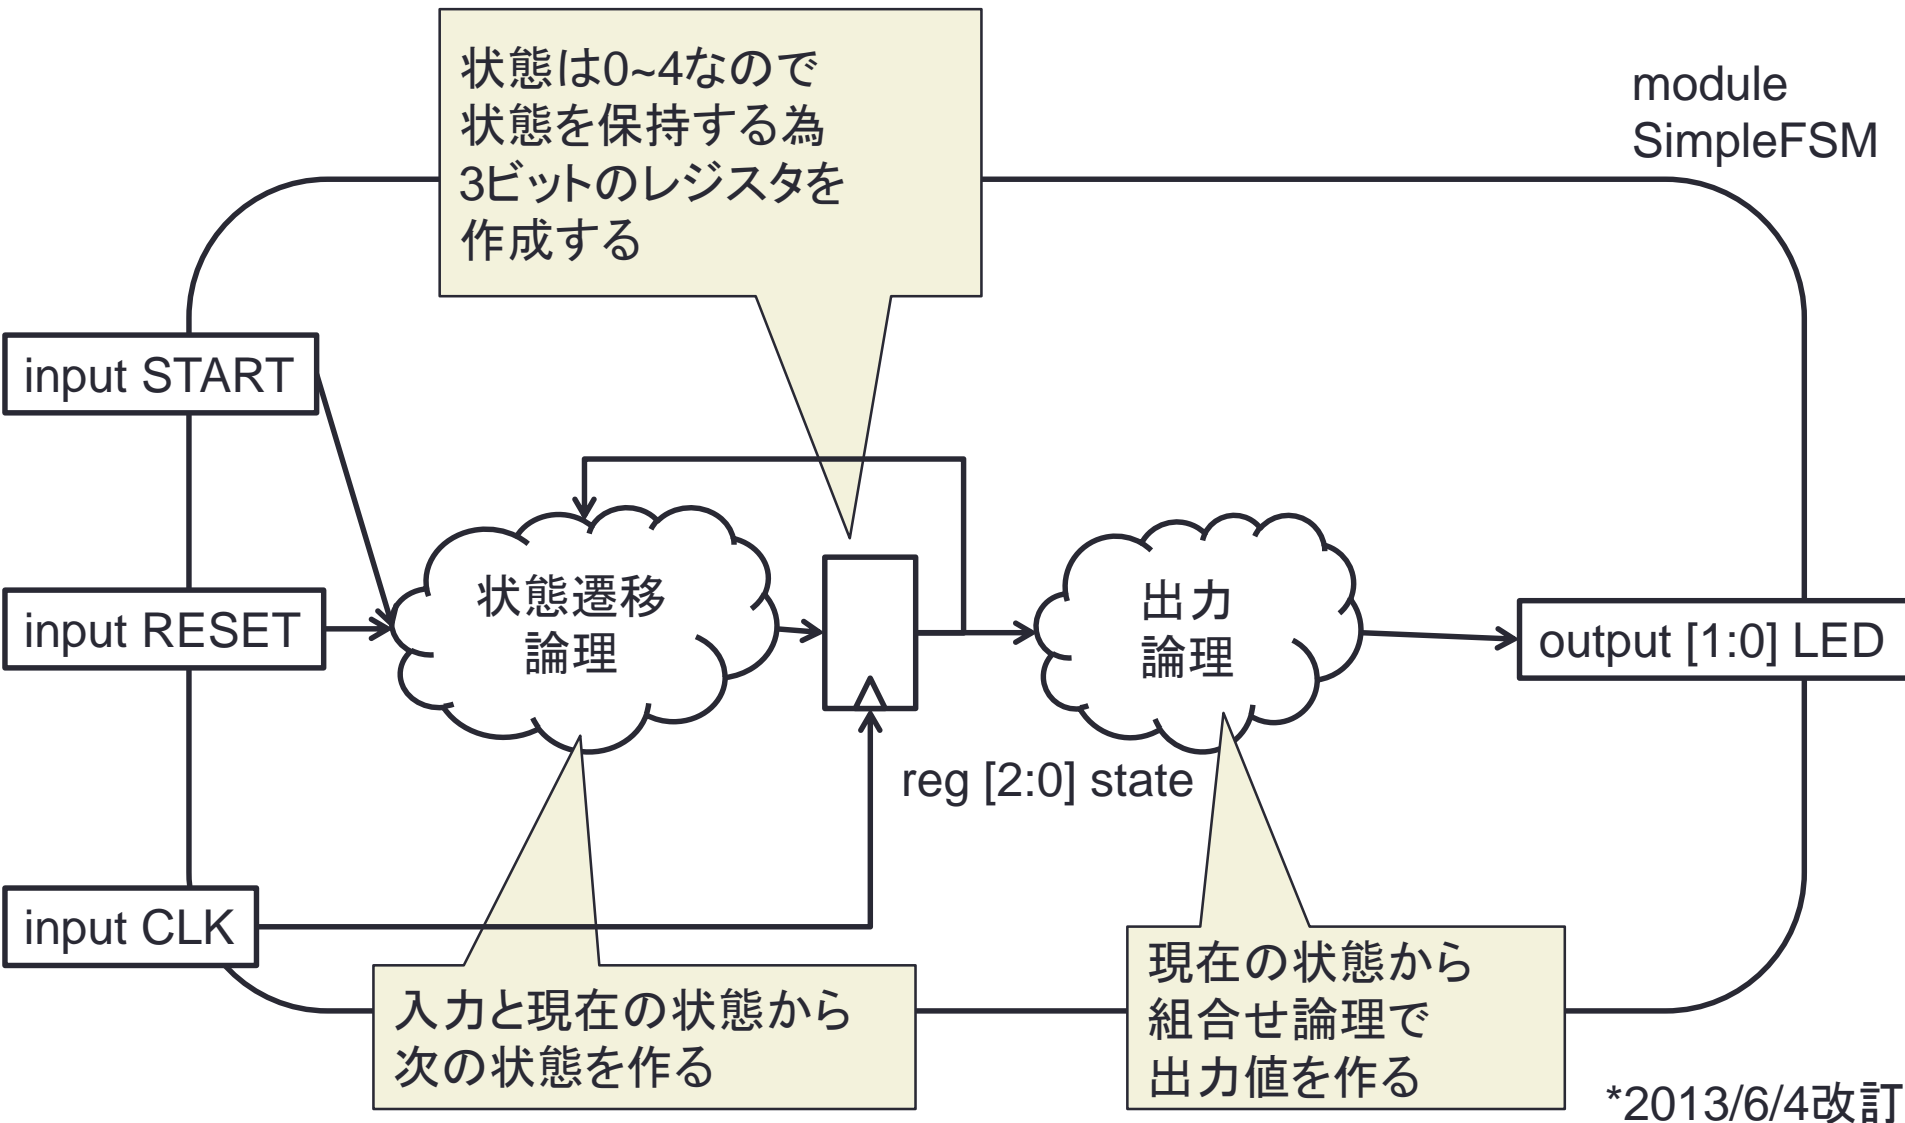 状態は0~4なので
状態を保持する為
3ビットのレジスタを
作成する
module
SimpleFSM
input START
input RESET
input CLK
状態遷移
論理
出力
論理
output [1:0] LED
reg [2:0] state
入力と現在の状態から
次の状態を作る
現在の状態から
組合せ論理で
出力値を作る
*2013/6/4改訂